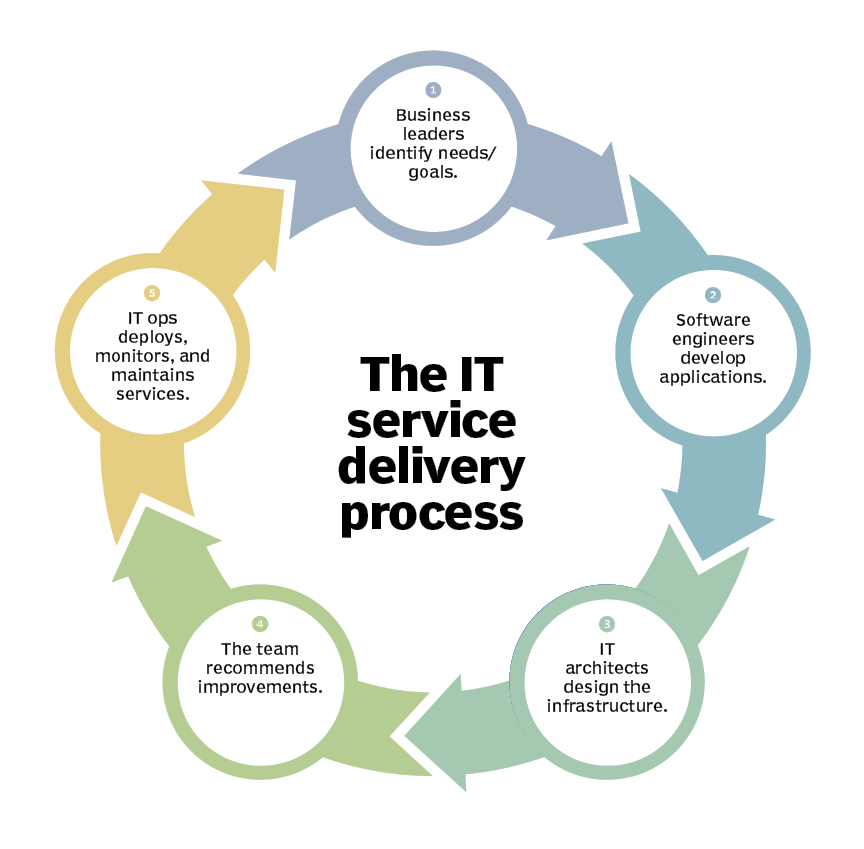 1
Business
leaders
identify needs/
goals.
2
Software
engineers
develop
applications.
3
IT
architects
design the
infrastructure.
4
The team
recommends
improvements.
5
IT ops
deploys,
monitors, and
maintains
services.
The IT
service
delivery
process